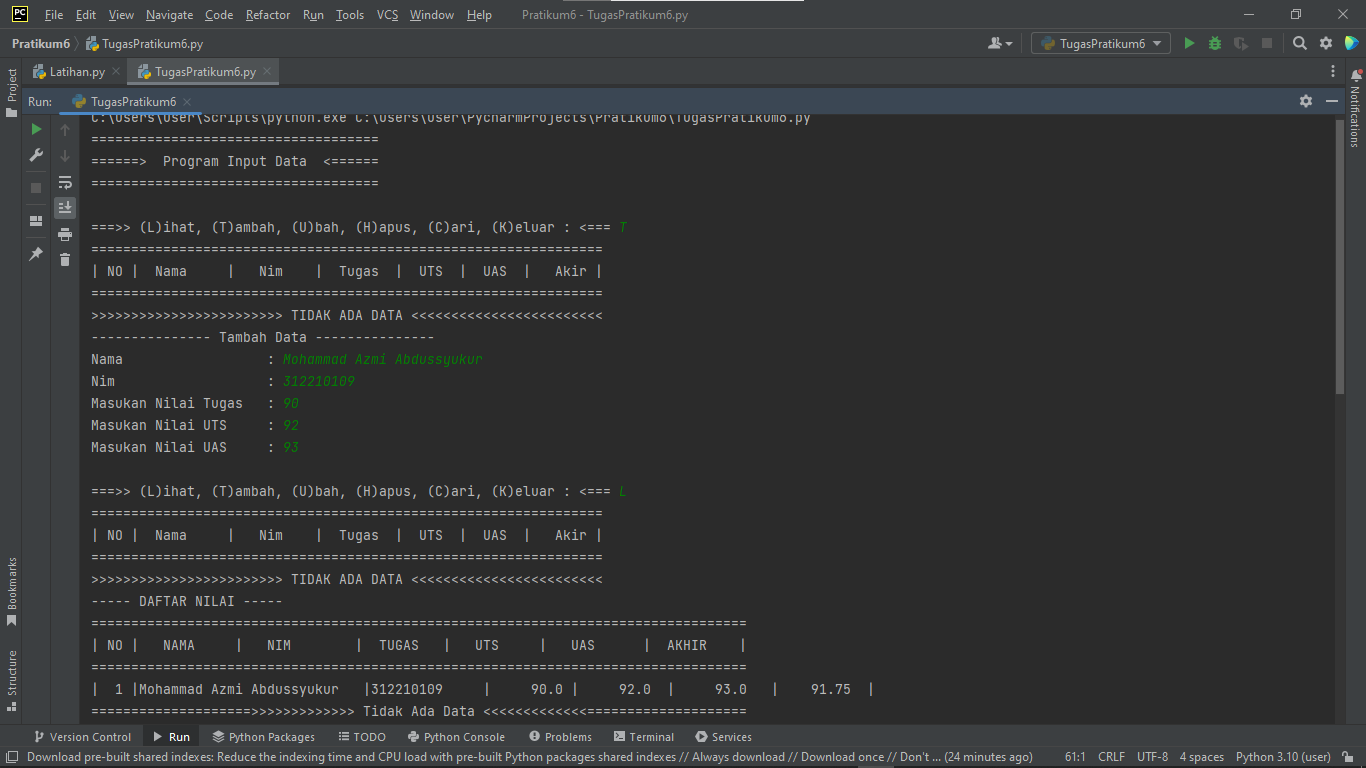 PC File Edit View Navigate Code Refactor Run Tools VCS Window Help Pratikum6 - TugasPratikum6.py
Pratikum6 TugasPratikum6.py TugasPratikum6
Latihan.py TugasPratikum6.py
Project
Notifications
Run: TugasPratikum6
C:\Users\User\Scripts\python.exe C:\Users\User\PycharmProjects\Pratikum6\TugasPratikum6.py
====================================
======>  Program Input Data  <======
====================================
===>> (L)ihat, (T)ambah, (U)bah, (H)apus, (C)ari, (K)eluar : <=== T
================================================================
| NO |  Nama     |   Nim    |  Tugas  |  UTS  |  UAS  |   Akir |
================================================================
>>>>>>>>>>>>>>>>>>>>>>>> TIDAK ADA DATA <<<<<<<<<<<<<<<<<<<<<<<<
--------------- Tambah Data ---------------
Nama                  : Mohammad Azmi Abdussyukur
Nim                   : 312210109
Masukan Nilai Tugas   : 90
Masukan Nilai UTS     : 92
Masukan Nilai UAS     : 93
===>> (L)ihat, (T)ambah, (U)bah, (H)apus, (C)ari, (K)eluar : <=== L
================================================================
| NO |  Nama     |   Nim    |  Tugas  |  UTS  |  UAS  |   Akir |
================================================================
>>>>>>>>>>>>>>>>>>>>>>>> TIDAK ADA DATA <<<<<<<<<<<<<<<<<<<<<<<<
----- DAFTAR NILAI -----
==================================================================================
| NO |   NAMA     |   NIM        |  TUGAS   |   UTS     |   UAS      |  AKHIR    |
==================================================================================
|  1 |Mohammad Azmi Abdussyukur   |312210109     |     90.0 |     92.0  |     93.0   |    91.75  |
====================>>>>>>>>>>>>> Tidak Ada Data <<<<<<<<<<<<<====================
Bookmarks
Structure
Version Control Run Python Packages TODO Python Console Problems Terminal Services
Download pre-built shared indexes: Reduce the indexing time and CPU load with pre-built Python packages shared indexes // Always download // Download once // Don't ... (24 minutes ago) 61:1 CRLF UTF-8 4 spaces Python 3.10 (user)